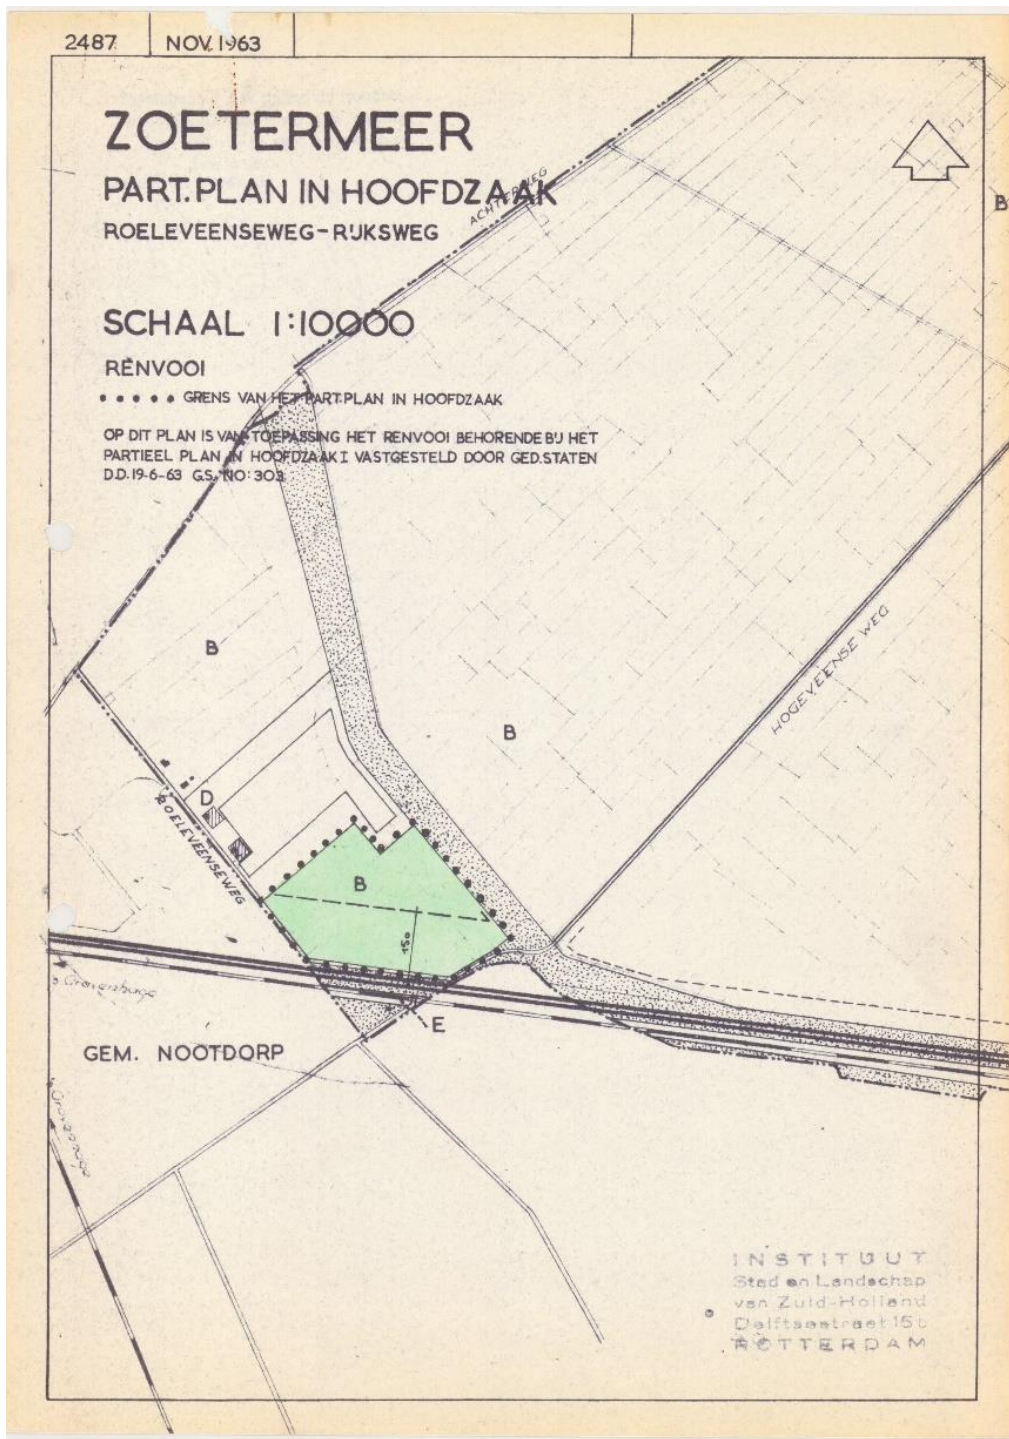 2487
NOV. 1963
ZOETERMEER
PART. PLAN IN HOOFDZAAK
ROELEVEENSEWEG-RIJKSWEG
SCHAAL 1:10000
RENVOOI
• • • • • GRENS VAN HET PART. PLAN IN HOOFDZAAK
OP DIT PLAN IS VAN TOEPASSING HET RENVOOI BEHORENDE BIJ HET
PARTIEEL PLAN IN HOOFDZAAK I VASTGESTELD DOOR GED. STATEN
D.D. 19-6-63 G.S. NO: 303
ACHTERWEG
B
B
B
HOGEVEENSE WEG
D
ROELEVEENSEWEG
B
150
E
GEM. NOOTDORP
INSTITUUT
Stad en Landschap
van Zuid-Holland
Delftsestraat 15b
ROTTERDAM